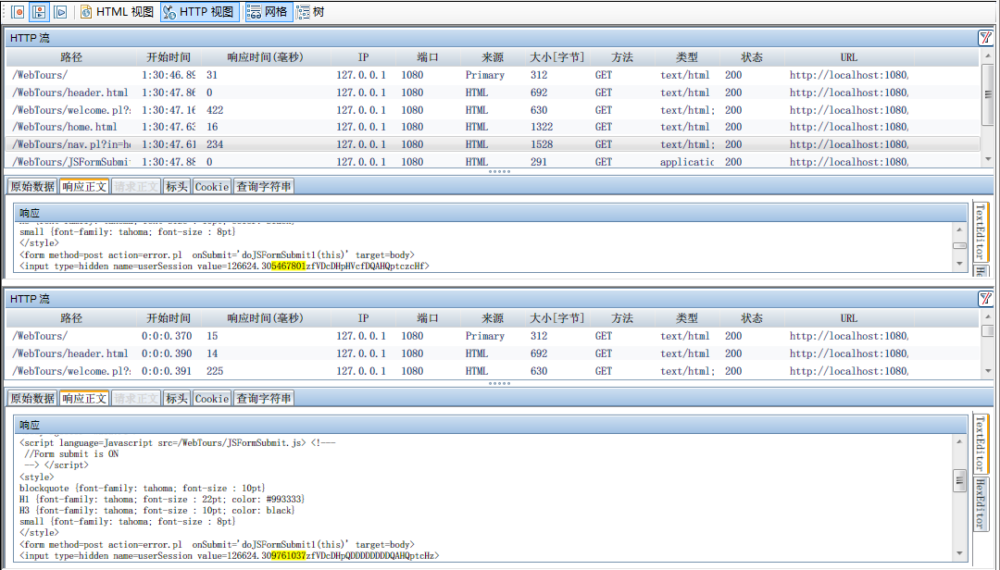 HTML 视图 HTTP 视图 网格 树
HTTP 流
路径 开始时间 响应时间(毫秒) IP 端口 来源 大小[字节] 方法 类型 状态 URL
/WebTours/ 1:30:46.89 31 127.0.0.1 1080 Primary 312 GET text/html 200 http://localhost:1080,
/WebTours/header.html 1:30:47.86 0 127.0.0.1 1080 HTML 692 GET text/html 200 http://localhost:1080,
/WebTours/welcome.pl?: 1:30:47.16 422 127.0.0.1 1080 HTML 630 GET text/html; 200 http://localhost:1080,
/WebTours/home.html 1:30:47.63 16 127.0.0.1 1080 HTML 1322 GET text/html 200 http://localhost:1080,
/WebTours/nav.pl?in=ho 1:30:47.61 234 127.0.0.1 1080 HTML 1528 GET text/html; 200 http://localhost:1080,
/WebTours/JSFormSubmi 1:30:47.88 0 127.0.0.1 1080 HTML 291 GET applicatic 200 http://localhost:1080,
原始数据 响应正文 请求正文 标头 Cookie 查询字符串
响应
small {font-family: tahoma; font-size : 8pt}
</style>
<form method=post action=error.pl onSubmit='doJSFormSubmit1(this)' target=body>
<input type=hidden name=userSession value=126624.305467801zfVDcDHpHVcfDQAHQptczcHf>
TextEditor
HTTP 流
路径 开始时间 响应时间(毫秒) IP 端口 来源 大小[字节] 方法 类型 状态 URL
/WebTours/ 0:0:0.370 15 127.0.0.1 1080 Primary 312 GET text/html 200 http://localhost:1080,
/WebTours/header.html 0:0:0.390 14 127.0.0.1 1080 HTML 692 GET text/html 200 http://localhost:1080,
/WebTours/welcome.pl?: 0:0:0.391 225 127.0.0.1 1080 HTML 630 GET text/html; 200 http://localhost:1080,
原始数据 响应正文 请求正文 标头 Cookie 查询字符串
响应
<script language=Javascript src=/WebTours/JSFormSubmit.js> <!---
//Form submit is ON
--> </script>
<style>
blockquote {font-family: tahoma; font-size : 10pt}
H1 {font-family: tahoma; font-size : 22pt; color: #993333}
H3 {font-family: tahoma; font-size : 10pt; color: black}
small {font-family: tahoma; font-size : 8pt}
</style>
<form method=post action=error.pl onSubmit='doJSFormSubmit1(this)' target=body>
<input type=hidden name=userSession value=126624.309761037zfVDcDHpQDDDDDDDDQAHQptcHz>
TextEditor
HexEditor